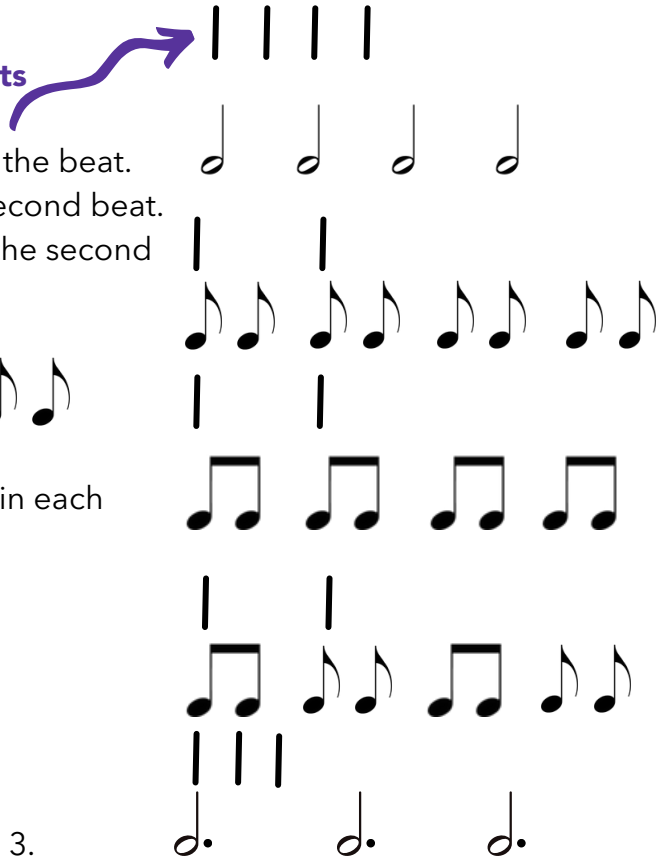 ts
the beat.
econd beat.
he second
in each
3.